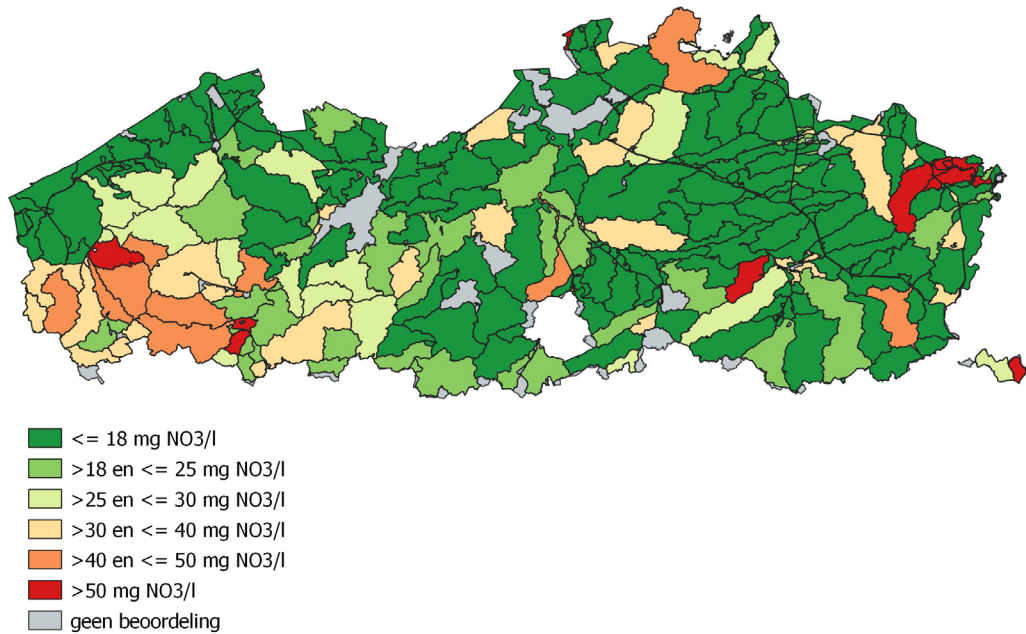 <= 18 mg NO3/l
>18 en <= 25 mg NO3/l
>25 en <= 30 mg NO3/l
>30 en <= 40 mg NO3/l
>40 en <= 50 mg NO3/l
>50 mg NO3/l
geen beoordeling